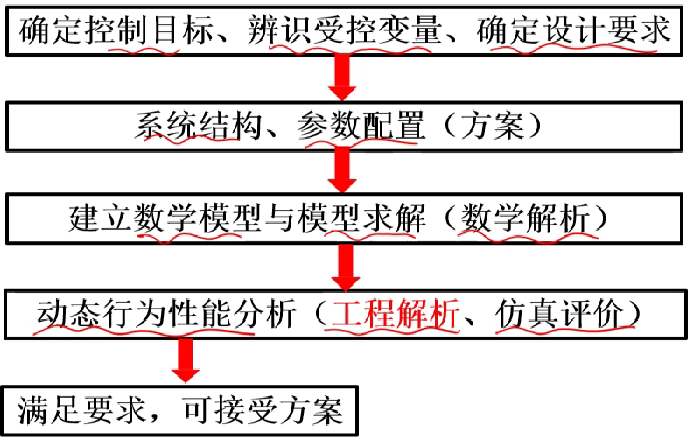 确定控制目标、辨识受控变量、确定设计要求
系统结构、参数配置（方案）
建立数学模型与模型求解（数学解析）
动态行为性能分析（工程解析、仿真评价）
满足要求，可接受方案